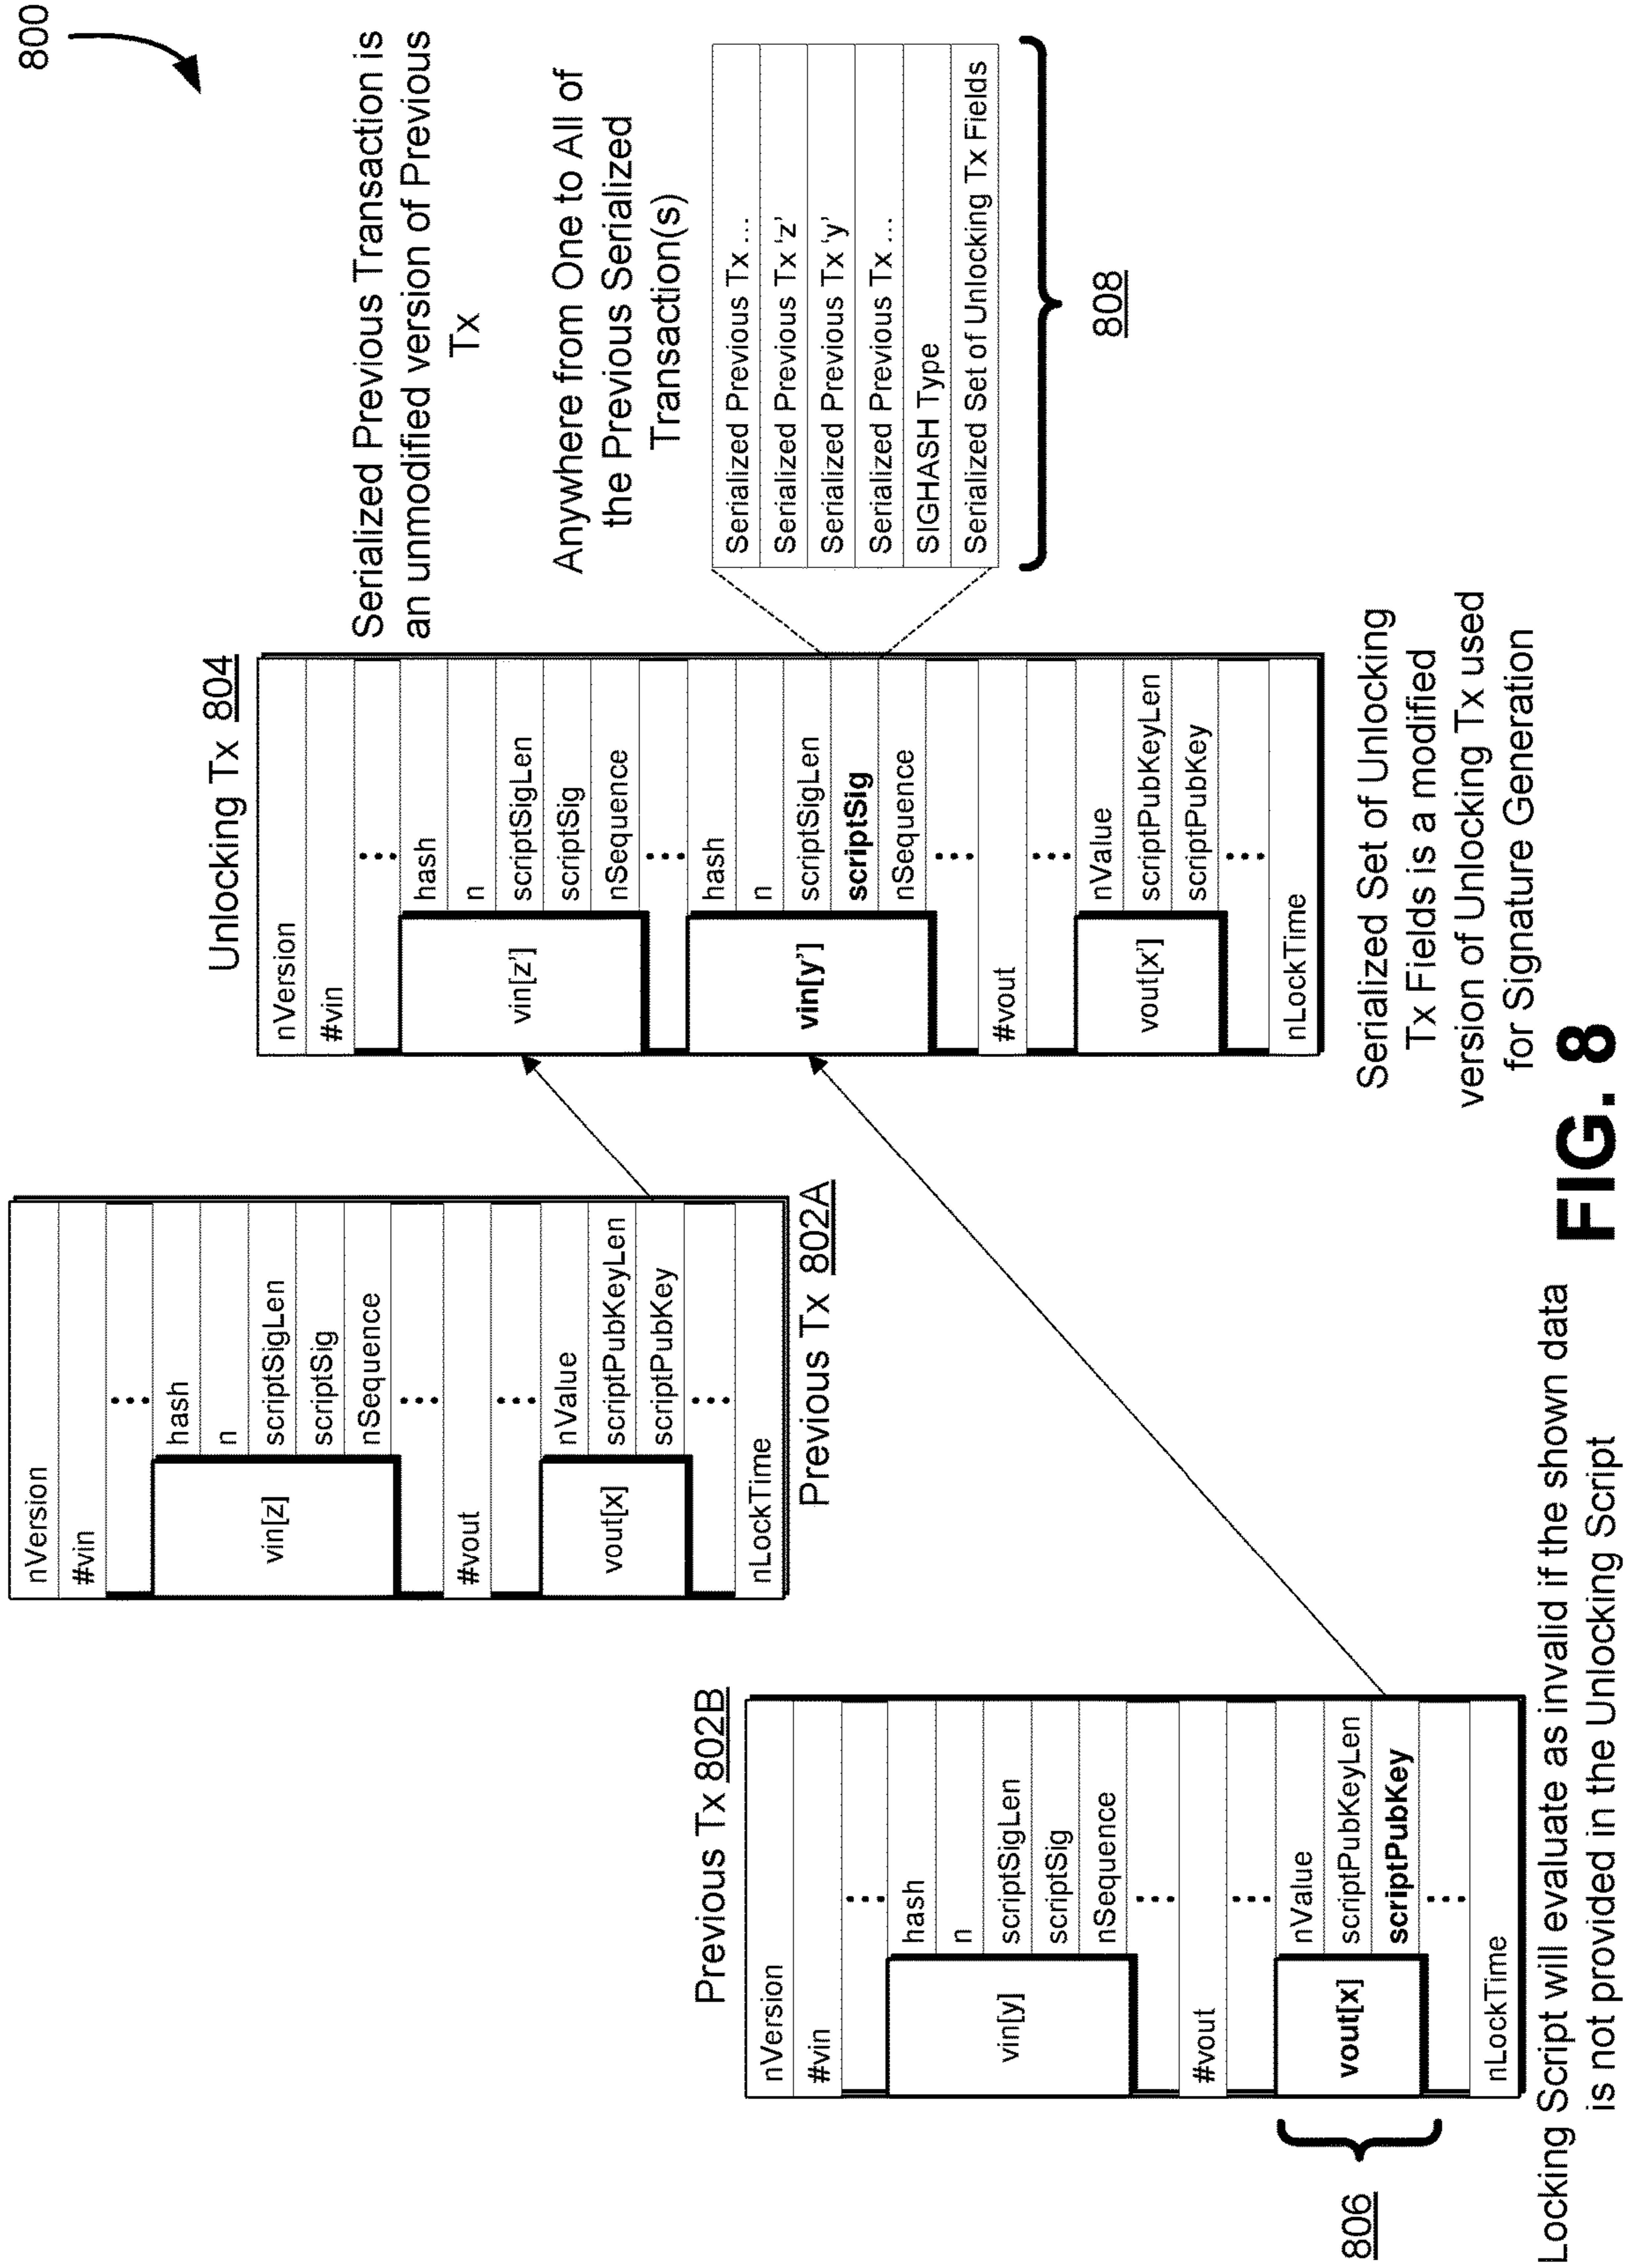 800
Previous Tx 802B
nVersion
#vin
...
vin[y]
hash
n
scriptSigLen
scriptSig
nSequence
...
#vout
...
vout[x]
nValue
scriptPubKeyLen
scriptPubKey
...
nLockTime
806
Locking Script will evaluate as invalid if the shown data
is not provided in the Unlocking Script
nVersion
#vin
...
vin[z]
hash
n
scriptSigLen
scriptSig
nSequence
...
#vout
...
vout[x]
nValue
scriptPubKeyLen
scriptPubKey
...
nLockTime
Previous Tx 802A
Unlocking Tx 804
nVersion
#vin
...
vin[z']
hash
n
scriptSigLen
scriptSig
nSequence
...
vin[y']
hash
n
scriptSigLen
scriptSig
nSequence
...
#vout
...
vout[x']
nValue
scriptPubKeyLen
scriptPubKey
...
nLockTime
Serialized Set of Unlocking
Tx Fields is a modified
version of Unlocking Tx used
for Signature Generation
Serialized Previous Transaction is
an unmodified version of Previous
Tx
Anywhere from One to All of
the Previous Serialized
Transaction(s)
Serialized Previous Tx ...
Serialized Previous Tx ‘z’
Serialized Previous Tx ‘y’
Serialized Previous Tx ...
SIGHASH Type
Serialized Set of Unlocking Tx Fields
808
FIG. 8